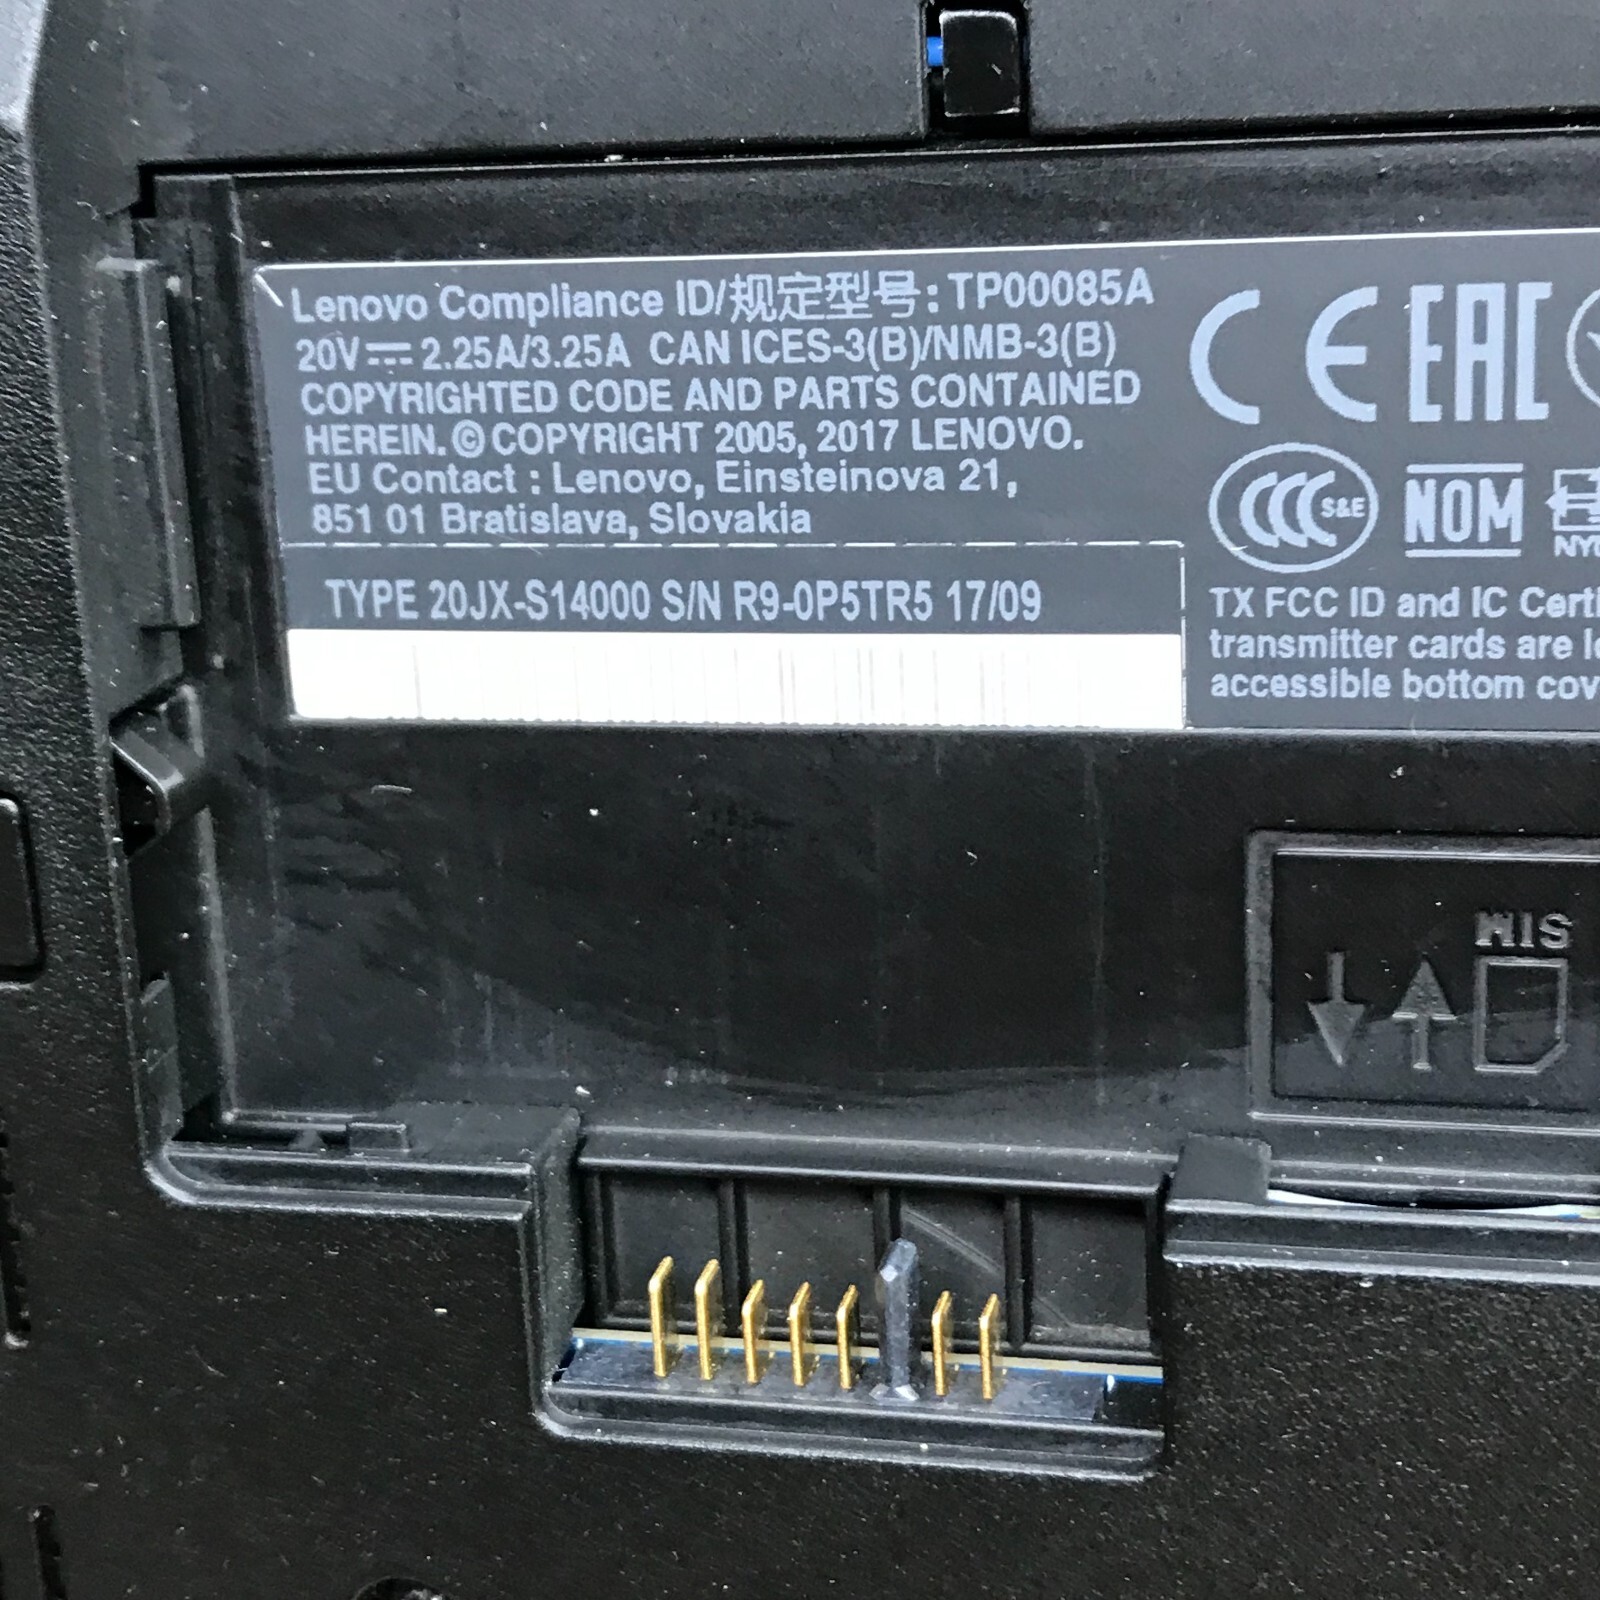 Lenovo Compliance ID/规定型号: TP00085A
20V⎓2.25A/3.25A CAN ICES-3(B)/NMB-3(B)
COPYRIGHTED CODE AND PARTS CONTAINED
HEREIN. © COPYRIGHT 2005, 2017 LENOVO.
EU Contact : Lenovo, Einsteinova 21,
851 01 Bratislava, Slovakia
TYPE 20JX-S14000 S/N R9-0P5TR5 17/09
CE EAC
CCC S&E NOM
TX FCC ID and IC
transmitter cards are
accessible bottom
SIM